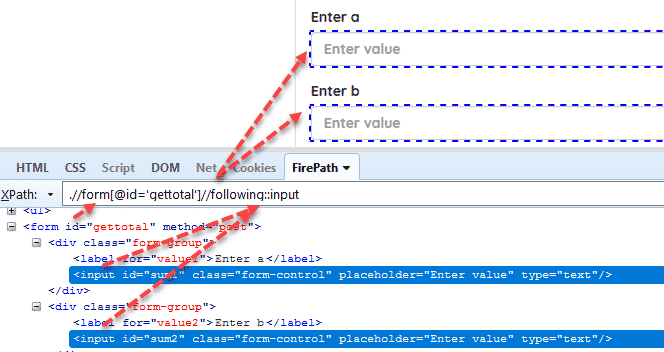 Enter a
Enter value
Enter b
Enter value
HTML CSS Script DOM Net Cookies FirePath
XPath: .//form[@id='gettotal']//following::input
<ul>
<form id="gettotal" method="post">
<div class="form-group">
<label for="value1">Enter a</label>
<input id="sum1" class="form-control" placeholder="Enter value" type="text"/>
</div>
<div class="form-group">
<label for="value2">Enter b</label>
<input id="sum2" class="form-control" placeholder="Enter value" type="text"/>